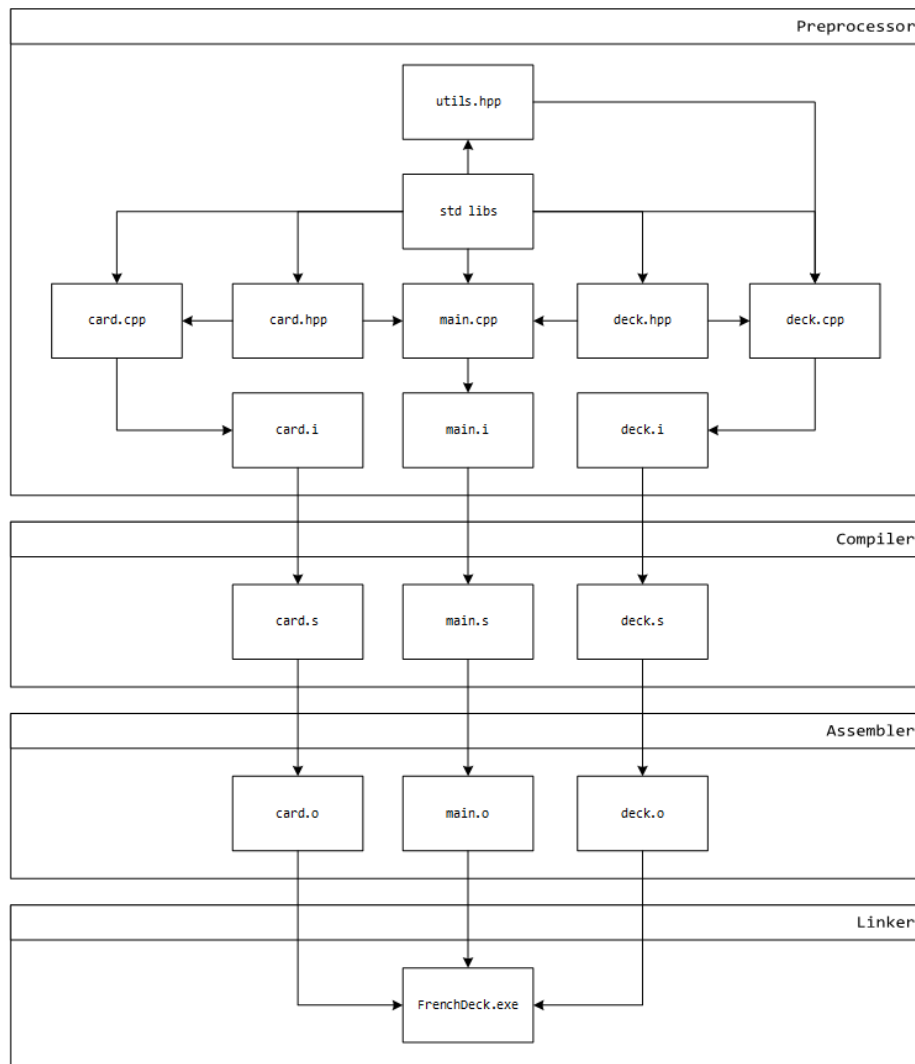 Preprocessor
utils.hpp
std libs
card.cpp
card.hpp
main.cpp
deck.hpp
deck.cpp
card.i
main.i
deck.i
Compiler
card.s
main.s
deck.s
Assembler
card.o
main.o
deck.o
Linker
FrenchDeck.exe